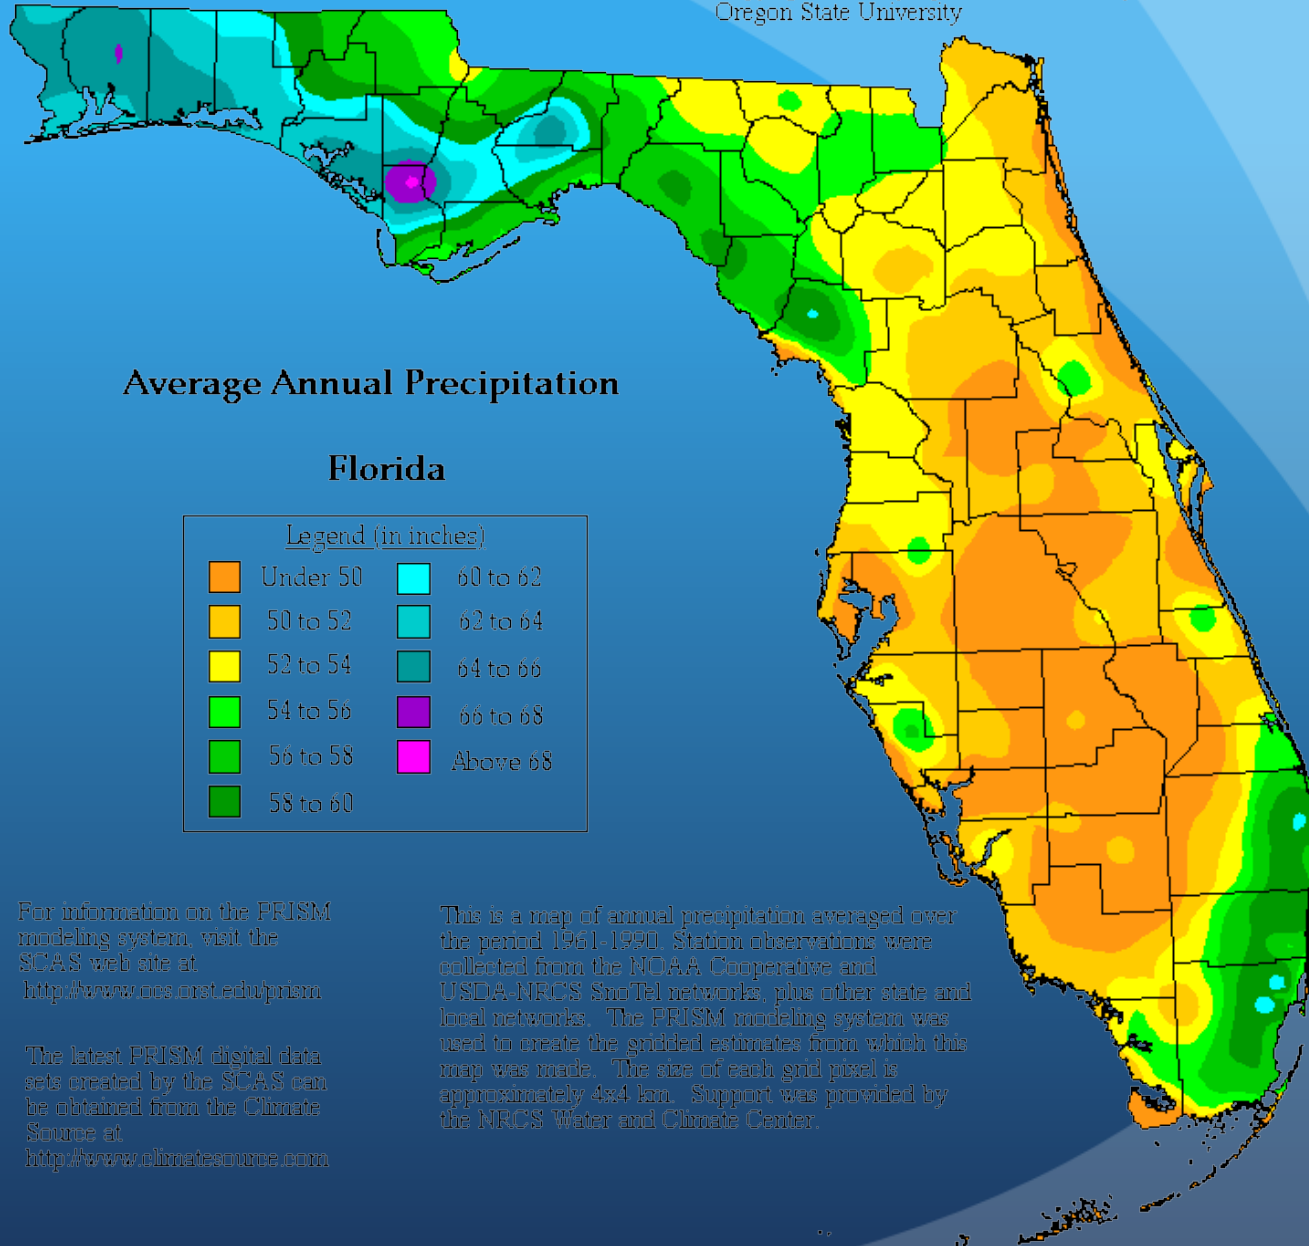 Oregon State University
Average Annual Precipitation
Florida
Legend (in inches)
Under 50
50 to 52
52 to 54
54 to 56
56 to 58
58 to 60
60 to 62
62 to 64
64 to 66
66 to 68
Above 68
For information on the PRISM
modeling system, visit the
SCAS web site at
http://www.ocs.orst.edu/prism
The latest PRISM digital data
sets created by the SCAS can
be obtained from the Climate
Source at
http://www.climatesource.com
This is a map of annual precipitation averaged over
the period 1961-1990. Station observations were
collected from the NOAA Cooperative and
USDA-NRCS SnoTel networks, plus other state and
local networks. The PRISM modeling system was
used to create the gridded estimates from which this
map was made. The size of each grid pixel is
approximately 4x4 km. Support was provided by
the NRCS Water and Climate Center.